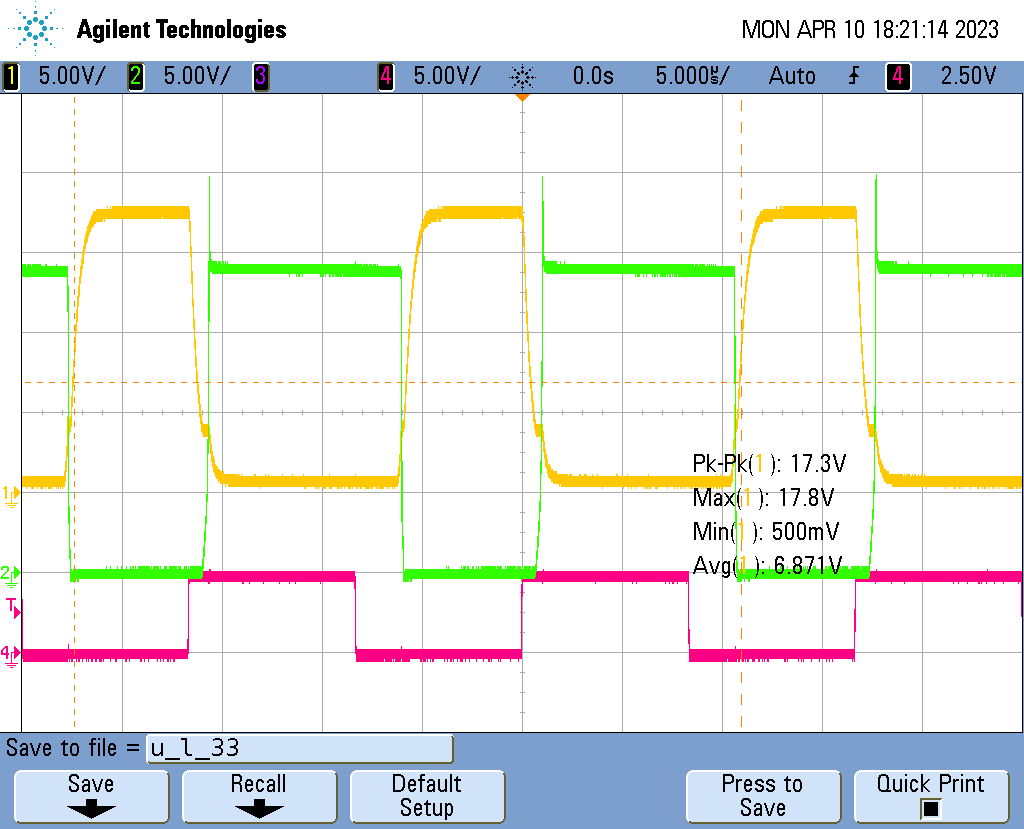 Agilent Technologies
MON APR 10 18:21:14 2023
1 5.00V/ 2 5.00V/ 3 4 5.00V/ 0.0s 5.000µs/ Auto 4 2.50V
Pk-Pk(1): 17.3V
1
Max(1): 17.8V
Min(1): 500mV
Avg(1): 6.871V
2
T
4
Save to file = u_l_33
Save
Recall
Default
Setup
Press to
Save
Quick Print